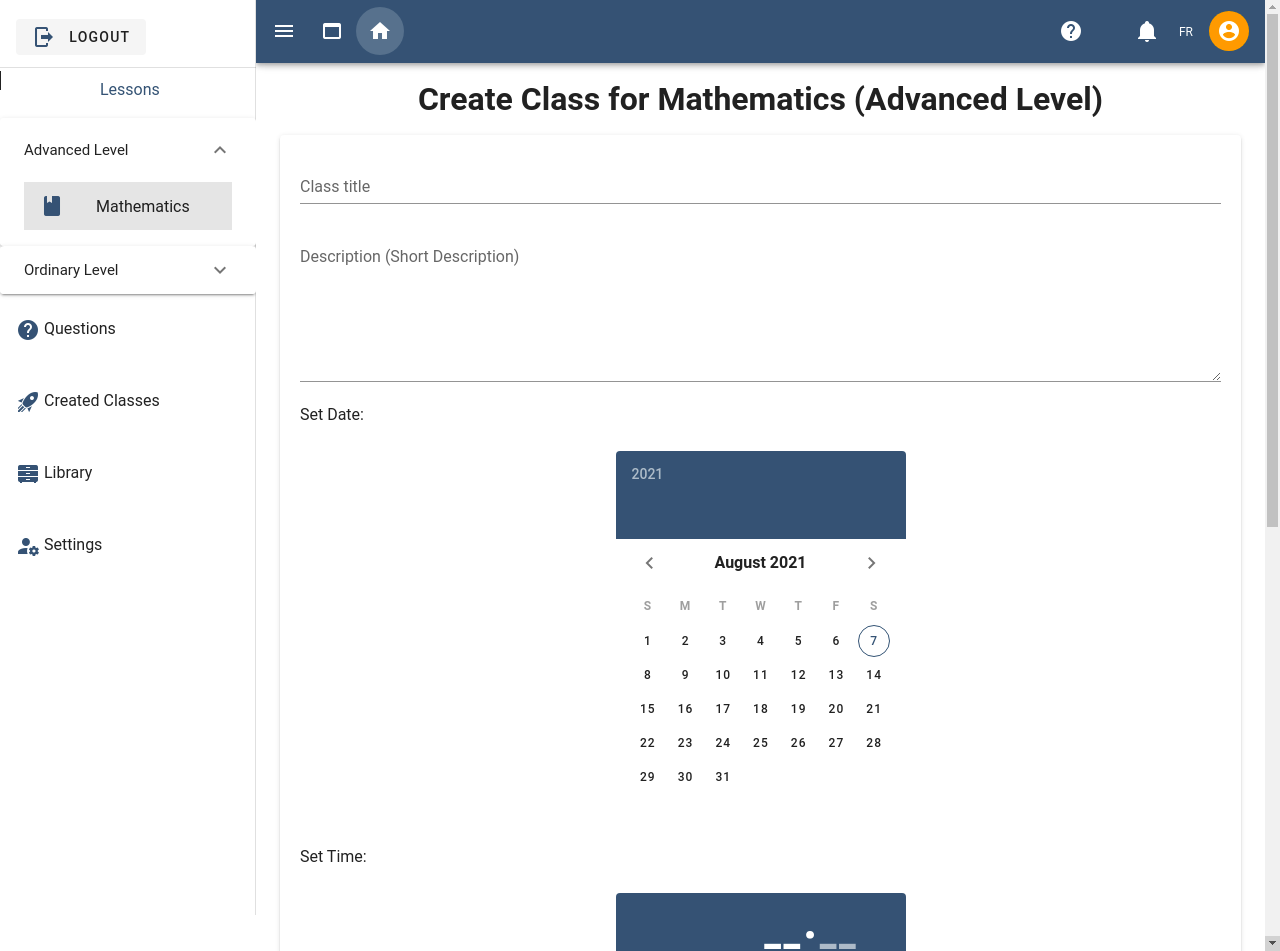 LOGOUT
FR
Lessons
Create Class for Mathematics (Advanced Level)
Advanced Level
Mathematics
Ordinary Level
Questions
Created Classes
Library
Settings
Class title
Description (Short Description)
Set Date:
2021
August 2021
S M T W T F S
1 2 3 4 5 6 7
8 9 10 11 12 13 14
15 16 17 18 19 20 21
22 23 24 25 26 27 28
29 30 31
Set Time: